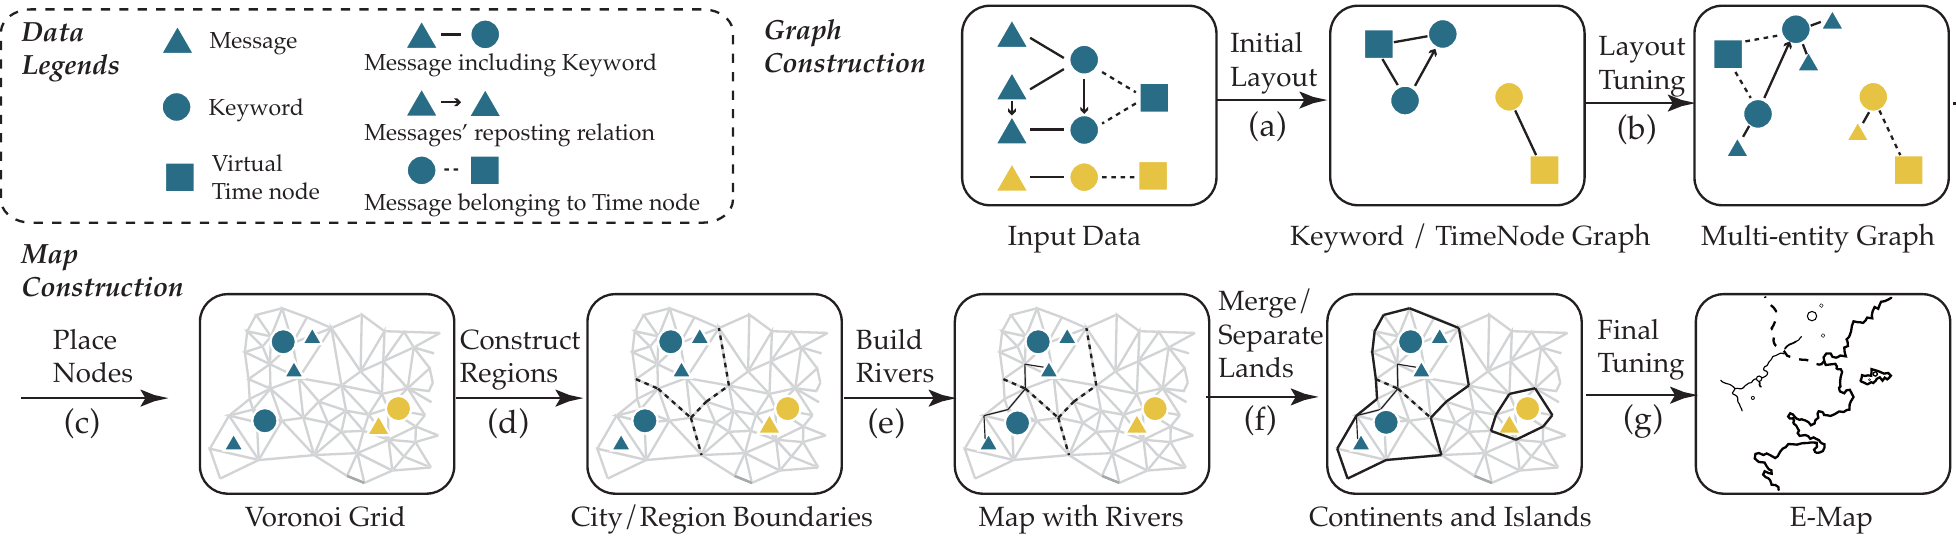 Data
Legends
Message
Keyword
Virtual
Time node
Message including Keyword
Messages' reposting relation
Message belonging to Time node
Graph
Construction
Input Data
Initial
Layout
(a)
Keyword / TimeNode Graph
Layout
Tuning
(b)
Multi-entity Graph
Map
Construction
Place
Nodes
(c)
Voronoi Grid
Construct
Regions
(d)
City/Region Boundaries
Build
Rivers
(e)
Map with Rivers
Merge/
Separate
Lands
(f)
Continents and Islands
Final
Tuning
(g)
E-Map